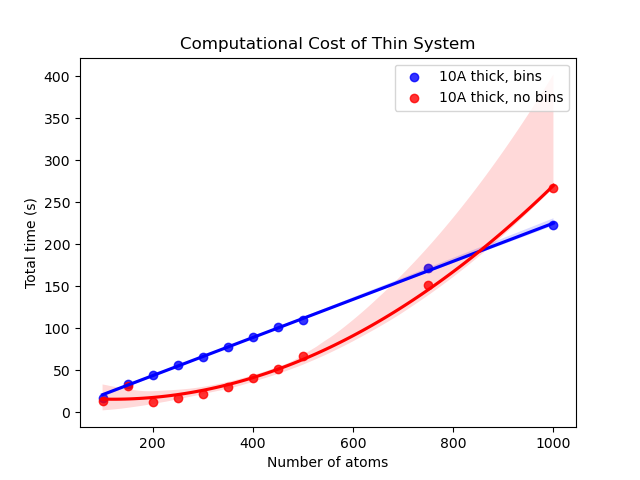 Computational Cost of Thin System
10A thick, bins
10A thick, no bins
Total time (s)
400
350
300
250
200
150
100
50
0
200
400
600
800
1000
Number of atoms